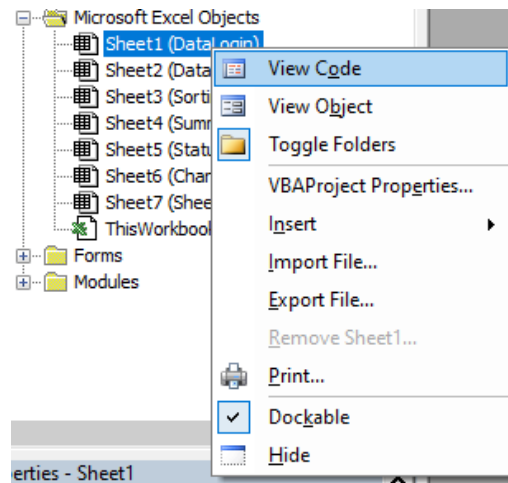 Microsoft Excel Objects
Sheet1 (DataLogin)
Sheet2 (Data
Sheet3 (Sorti
Sheet4 (Sumr
Sheet5 (Statu
Sheet6 (Char
Sheet7 (Shee
ThisWorkbool
Forms
Modules
View Code
View Object
Toggle Folders
VBAProject Properties...
Insert
Import File...
Export File...
Remove Sheet1...
Print...
Dockable
Hide
erties - Sheet1